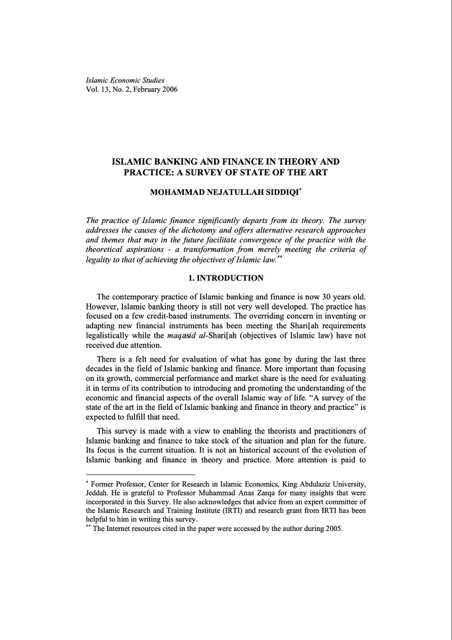 Islamic Economic Studies
Vol. 13, No. 2, February 2006
ISLAMIC BANKING AND FINANCE IN THEORY AND
PRACTICE: A SURVEY OF STATE OF THE ART
MOHAMMAD NEJATULLAH SIDDIQI*
The practice of Islamic finance significantly departs from its theory. The survey
addresses the causes of the dichotomy and offers alternative research approaches
and themes that may in the future facilitate convergence of the practice with the
theoretical aspirations - a transformation from merely meeting the criteria of
legality to that of achieving the objectives of Islamic law.**
1. INTRODUCTION
The contemporary practice of Islamic banking and finance is now 30 years old.
However, Islamic banking theory is still not very well developed. The practice has
focused on a few credit-based instruments. The overriding concern in inventing or
adapting new financial instruments has been meeting the Shari[ah requirements
legalistically while the maqasid al-Shari[ah (objectives of Islamic law) have not
received due attention.
There is a felt need for evaluation of what has gone by during the last three
decades in the field of Islamic banking and finance. More important than focusing
on its growth, commercial performance and market share is the need for evaluating
it in terms of its contribution to introducing and promoting the understanding of the
economic and financial aspects of the overall Islamic way of life. “A survey of the
state of the art in the field of Islamic banking and finance in theory and practice” is
expected to fulfill that need.
This survey is made with a view to enabling the theorists and practitioners of
Islamic banking and finance to take stock of the situation and plan for the future.
Its focus is the current situation. It is not an historical account of the evolution of
Islamic banking and finance in theory and practice. More attention is paid to
* Former Professor, Center for Research in Islamic Economics, King Abdulaziz University,
Jeddah. He is grateful to Professor Muhammad Anas Zarqa for many insights that were
incorporated in this Survey. He also acknowledges that advice from an expert committee of
the Islamic Research and Training Institute (IRTI) and research grant from IRTI has been
helpful to him in writing this survey.
** The Internet resources cited in the paper were accessed by the author during 2005.